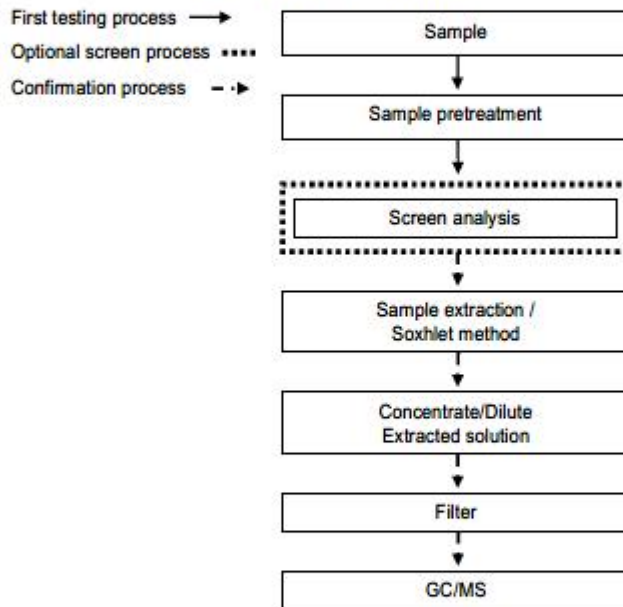 First testing process
Optional screen process
Confirmation process
Sample
Sample pretreatment
Screen analysis
Sample extraction /
Soxhlet method
Concentrate/Dilute
Extracted solution
Filter
GC/MS